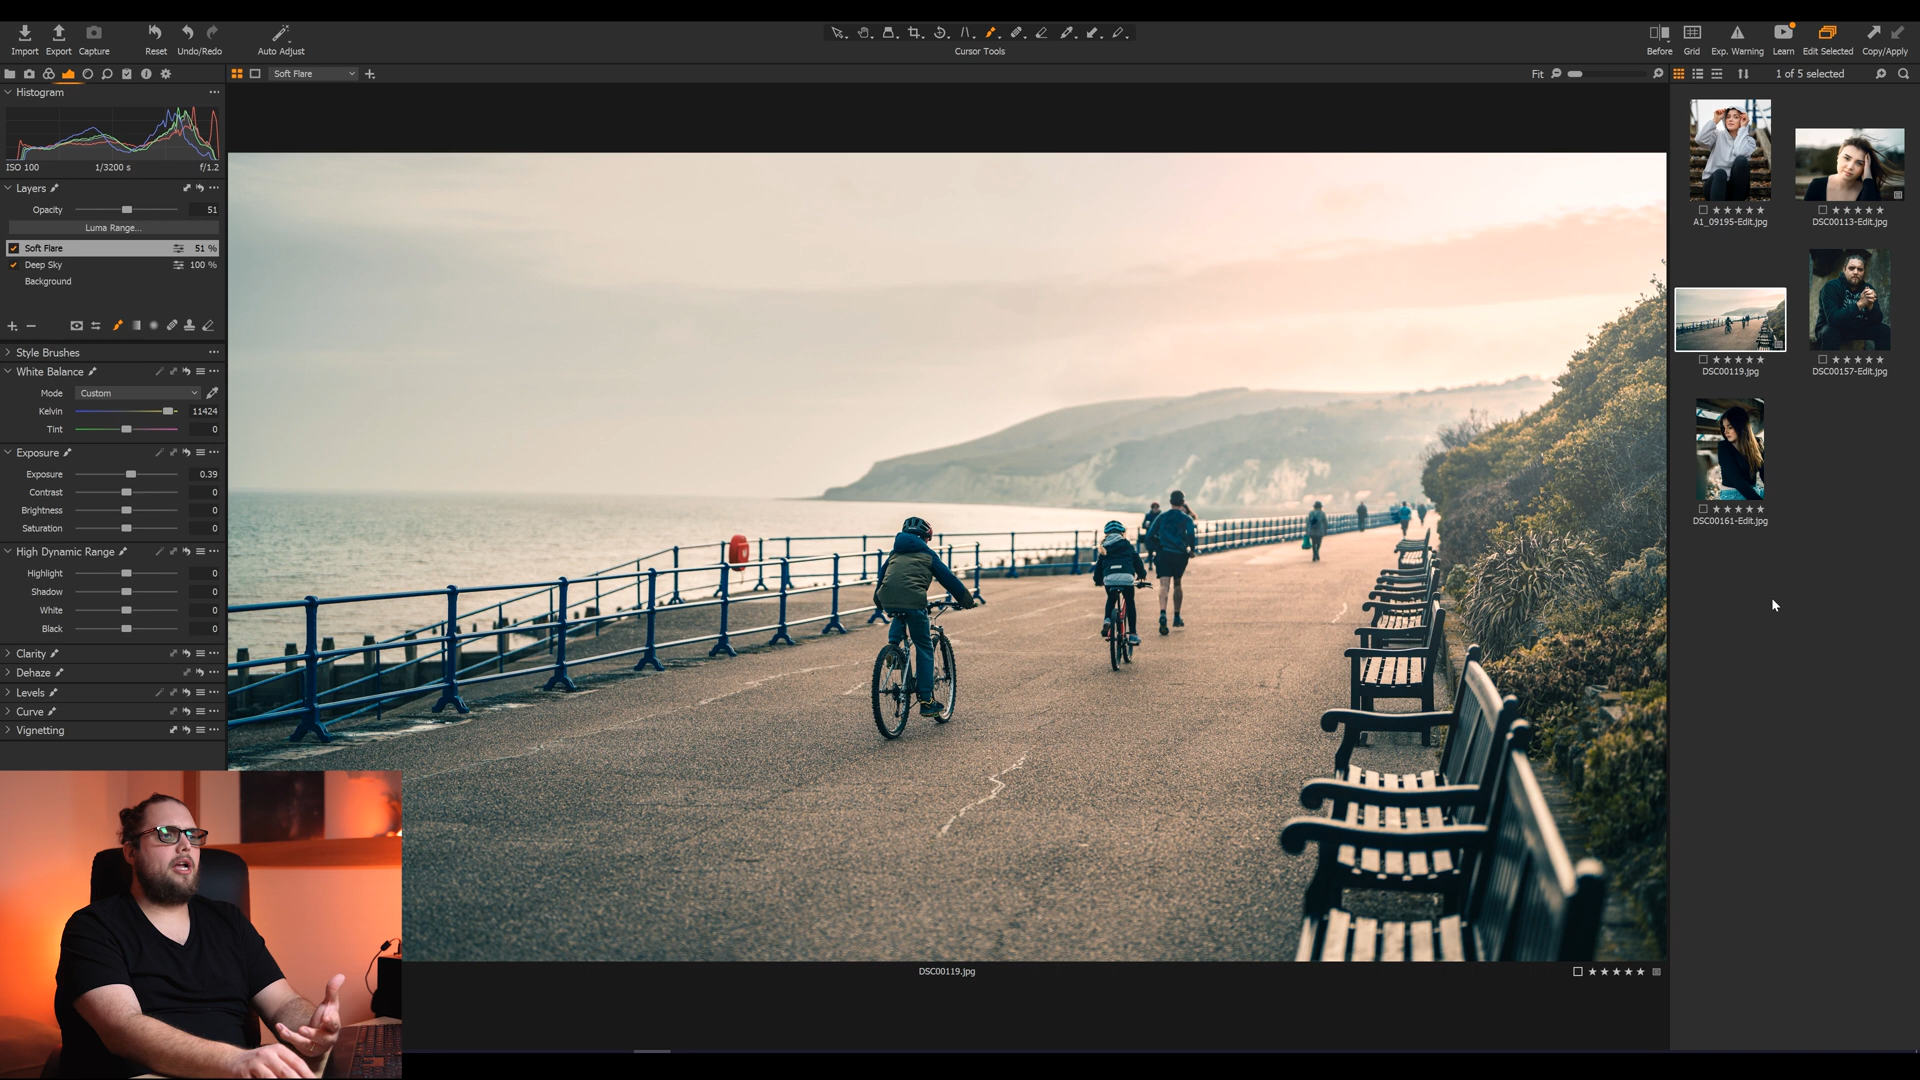 Import Export Capture Reset Undo/Redo Auto Adjust Cursor Tools Before Grid Exp. Warning Learn Edit Selected Copy/Apply
Soft Flare Fit 1 of 5 selected
Histogram
ISO 100 1/3200 s f/1.2
Layers
Opacity 51
Luma Range...
Soft Flare 51 %
Deep Sky 100 %
Background
Style Brushes
White Balance
Mode Custom
Kelvin 11424
Tint 0
Exposure
Exposure 0.39
Contrast 0
Brightness 0
Saturation 0
High Dynamic Range
Highlight 0
Shadow 0
White 0
Black 0
Clarity
Dehaze
Levels
Curve
Vignetting
DSC00119.jpg
A1_09195-Edit.jpg DSC00113-Edit.jpg
DSC00119.jpg DSC00157-Edit.jpg
DSC00161-Edit.jpg